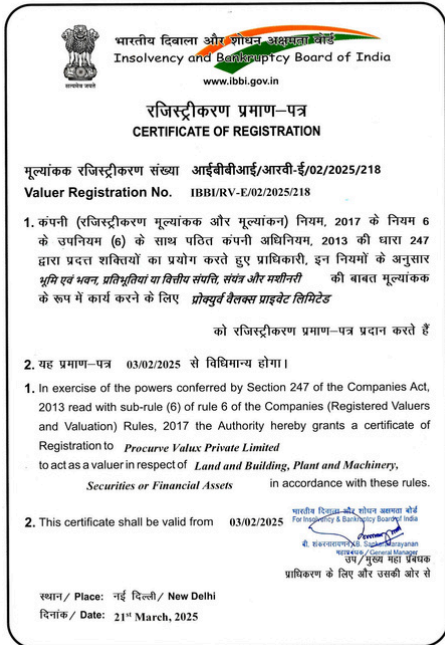 भारतीय दिवाला और शोधन अक्षमता बोर्ड
Insolvency and Bankruptcy Board of India
सत्यमेव जयते
www.ibbi.gov.in
रजिस्ट्रीकरण प्रमाण–पत्र
CERTIFICATE OF REGISTRATION
मूल्यांकक रजिस्ट्रीकरण संख्या आईबीबीआई/आरवी-ई/02/2025/218
Valuer Registration No. IBBI/RV-E/02/2025/218
1. कंपनी (रजिस्ट्रीकरण मूल्यांकक और मूल्यांकन) नियम, 2017 के नियम 6
के उपनियम (6) के साथ पठित कंपनी अधिनियम, 2013 की धारा 247
द्वारा प्रदत्त शक्तियों का प्रयोग करते हुए प्राधिकारी, इन नियमों के अनुसार
भूमि एवं भवन, प्रतिभूतियां या वित्तीय संपत्ति, संयंत्र और मशीनरी की बाबत मूल्यांकक
के रूप में कार्य करने के लिए प्रोक्युर्व वैलक्स प्राइवेट लिमिटेड
को रजिस्ट्रीकरण प्रमाण–पत्र प्रदान करते हैं
2. यह प्रमाण–पत्र 03/02/2025 से विधिमान्य होगा।
1. In exercise of the powers conferred by Section 247 of the Companies Act,
2013 read with sub-rule (6) of rule 6 of the Companies (Registered Valuers
and Valuation) Rules, 2017 the Authority hereby grants a certificate of
Registration to Procurve Valux Private Limited
to act as a valuer in respect of Land and Building, Plant and Machinery,
Securities or Financial Assets in accordance with these rules.
2. This certificate shall be valid from 03/02/2025
भारतीय दिवाला और शोधन अक्षमता बोर्ड
For Insolvency & Bankruptcy Board of India
महाप्रबंधक / General Manager
उप/मुख्य महा प्रबंधक
प्राधिकरण के लिए और उसकी ओर से
स्थान/ Place: नई दिल्ली/ New Delhi
दिनांक/ Date: 21st March, 2025